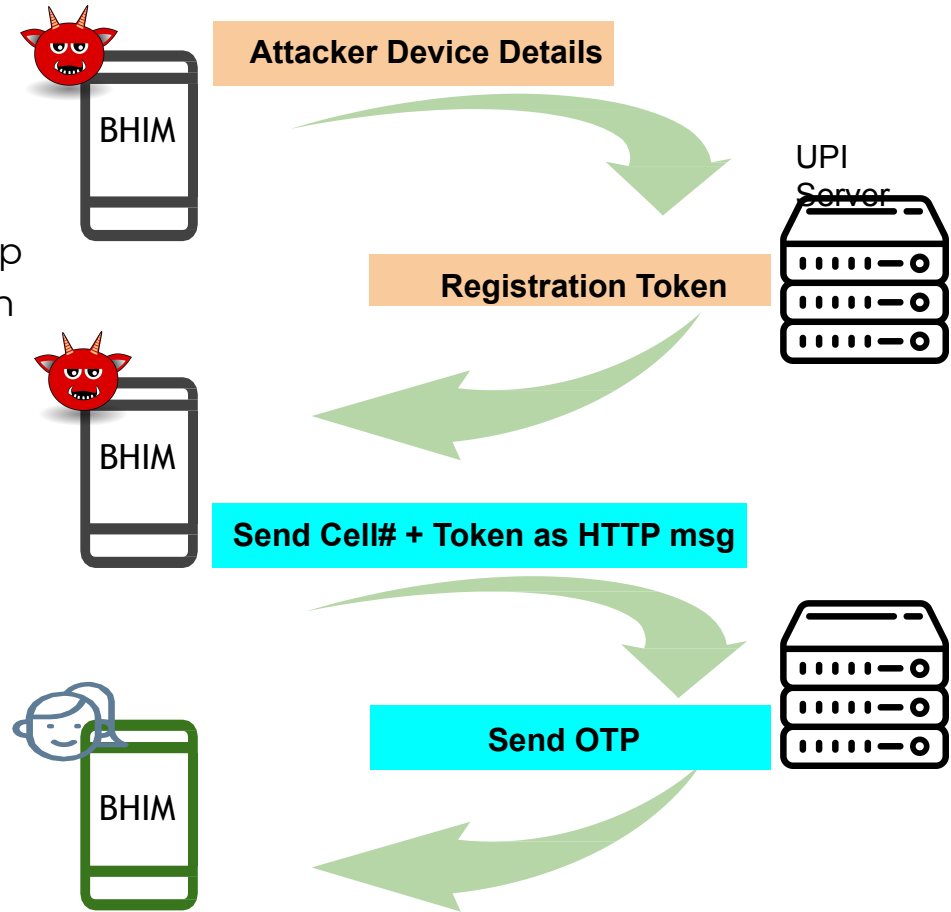 Attacker Device Details
BHIM
UPI
Server
p
Registration Token
n
BHIM
Send Cell# + Token as HTTP msg
Send OTP
BHIM